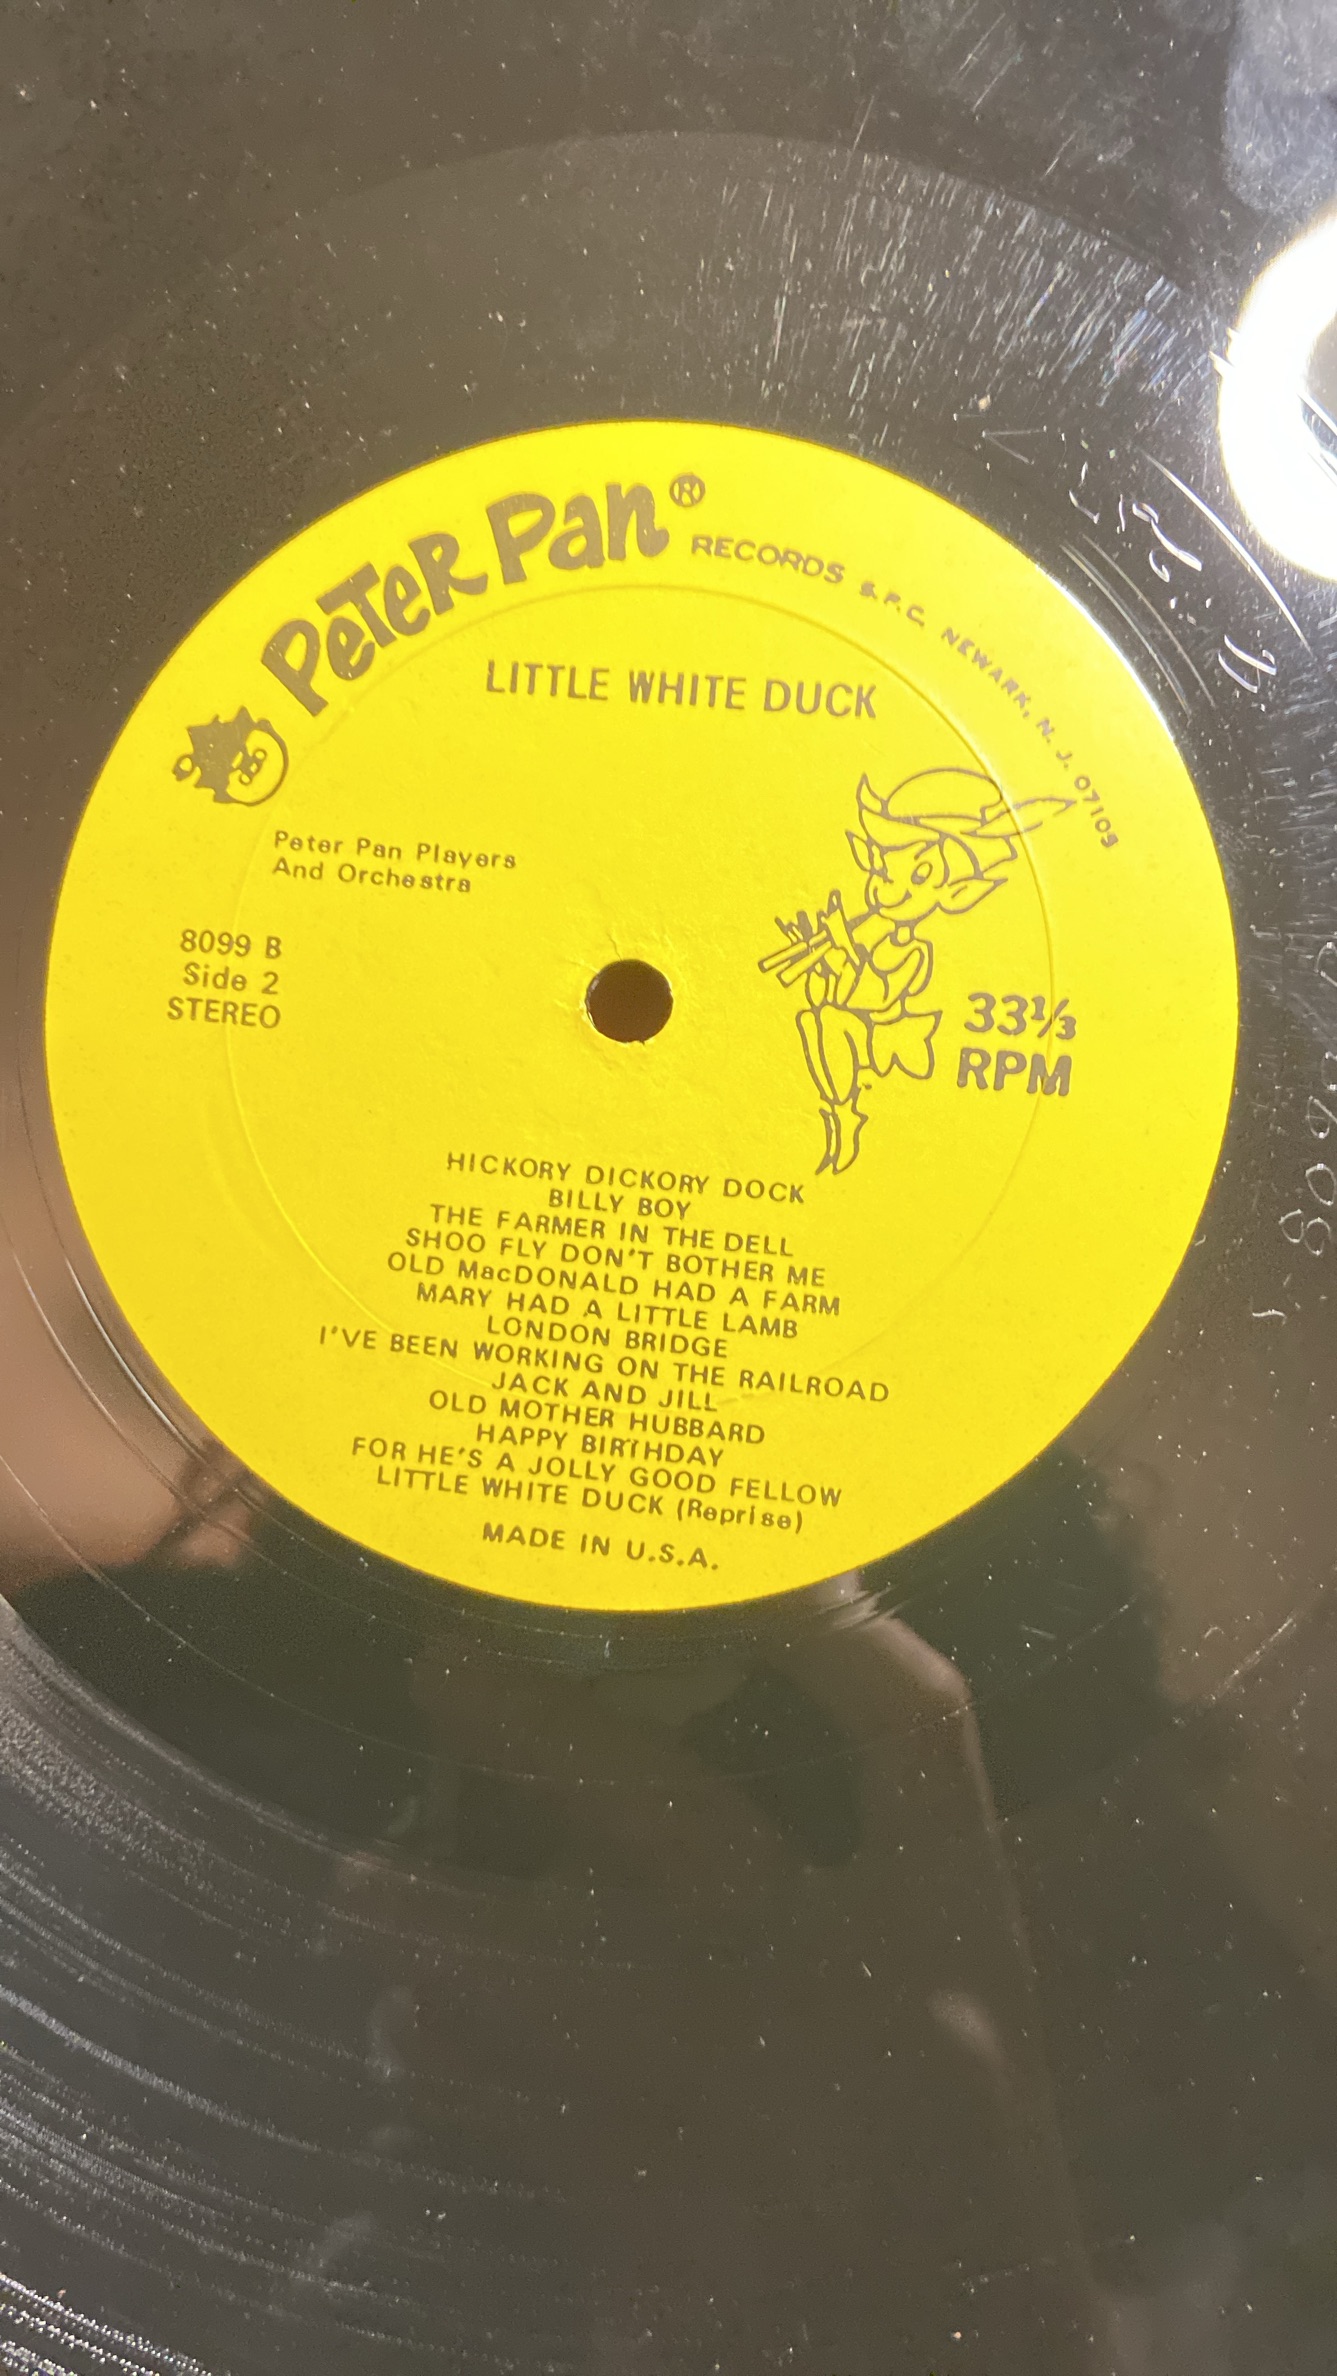 PETER Pan®
RECORDS S.P.C. NEWARK, N. J. 07105
LITTLE WHITE DUCK
Peter Pan Players
And Orchestra
8099 B
Side 2
STEREO
33⅓
RPM
HICKORY DICKORY DOCK
BILLY BOY
THE FARMER IN THE DELL
SHOO FLY DON'T BOTHER ME
OLD MacDONALD HAD A FARM
MARY HAD A LITTLE LAMB
LONDON BRIDGE
I'VE BEEN WORKING ON THE RAILROAD
JACK AND JILL
OLD MOTHER HUBBARD
HAPPY BIRTHDAY
FOR HE'S A JOLLY GOOD FELLOW
LITTLE WHITE DUCK (Reprise)
MADE IN U.S.A.